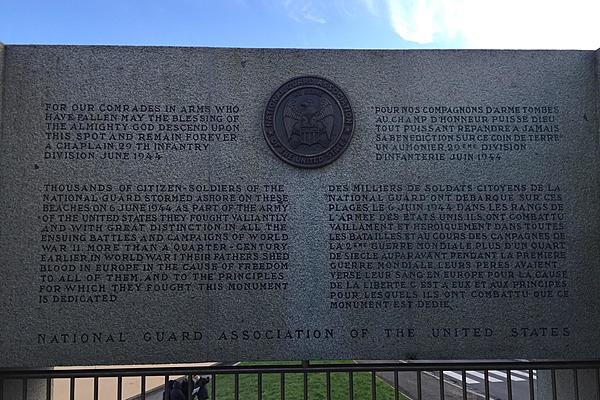 FOR OUR COMRADES IN ARMS WHO
HAVE FALLEN MAY THE BLESSING OF
THE ALMIGHTY GOD DESCEND UPON
THIS SPOT AND REMAIN FOREVER
A CHAPLAIN, 29TH INFANTRY
DIVISION JUNE 1944
"POUR NOS COMPAGNONS D'ARME TOMBES
AU CHAMP D'HONNEUR PUISSE DIEU
TOUT PUISSANT REPANDRE A JAMAIS
SA BENEDICTION SUR CE COIN DE TERRE"
UN AUMONIER, 29EME DIVISION
D'INFANTERIE JUIN 1944
THOUSANDS OF CITIZEN-SOLDIERS OF THE
NATIONAL GUARD STORMED ASHORE ON THESE
BEACHES ON 6 JUNE 1944 AS PART OF THE ARMY
OF THE UNITED STATES THEY FOUGHT VALIANTLY
AND WITH GREAT DISTINCTION IN ALL THE
ENSUING BATTLES AND CAMPAIGNS OF WORLD
WAR II. MORE THAN A QUARTER-CENTURY
EARLIER, IN WORLD WAR I THEIR FATHERS SHED
BLOOD IN EUROPE IN THE CAUSE OF FREEDOM
TO ALL OF THEM, AND TO THE PRINCIPLES
FOR WHICH THEY FOUGHT, THIS MONUMENT
IS DEDICATED
DES MILLIERS DE SOLDATS CITOYENS DE LA
NATIONAL GUARD ONT DEBARQUE SUR CES
PLAGES LE 6 JUIN 1944 DANS LES RANGS DE
L'ARMEE DES ETATS UNIS. ILS ONT COMBATTU
VAILLAMENT ET HEROIQUEMENT DANS TOUTES
LES BATAILLES ET AU COURS DES CAMPAGNES DE
LA 2EME GUERRE MONDIALE. PLUS D'UN QUART
DE SIECLE AUPARAVANT PENDANT LA PREMIERE
GUERRE MONDIALE, LEURS PERES, AVAIENT
VERSE LEUR SANG EN EUROPE POUR LA CAUSE
DE LA LIBERTE. C'EST A EUX ET AUX PRINCIPES
POUR LESQUELS ILS ONT COMBATTU QUE CE
MONUMENT EST DEDIE.
NATIONAL GUARD ASSOCIATION OF THE UNITED STATES